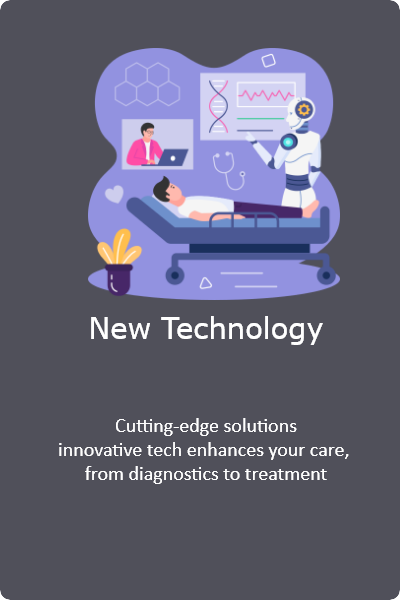 New Technology
Cutting-edge solutions
innovative tech enhances your care,
from diagnostics to treatment